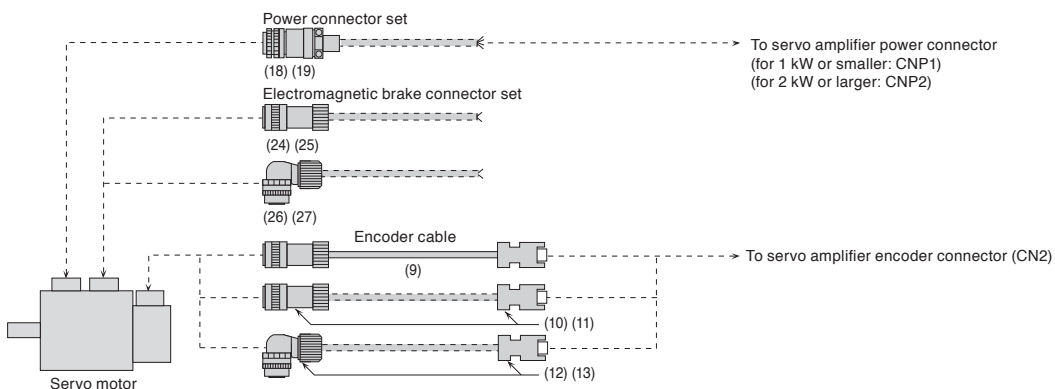 Power connector set
To servo amplifier power connector
(for 1 kW or smaller: CNP1)
(for 2 kW or larger: CNP2)
(18) (19)
Electromagnetic brake connector set
(24) (25)
(26) (27)
Encoder cable
(9)
To servo amplifier encoder connector (CN2)
(10) (11)
(12) (13)
Servo motor